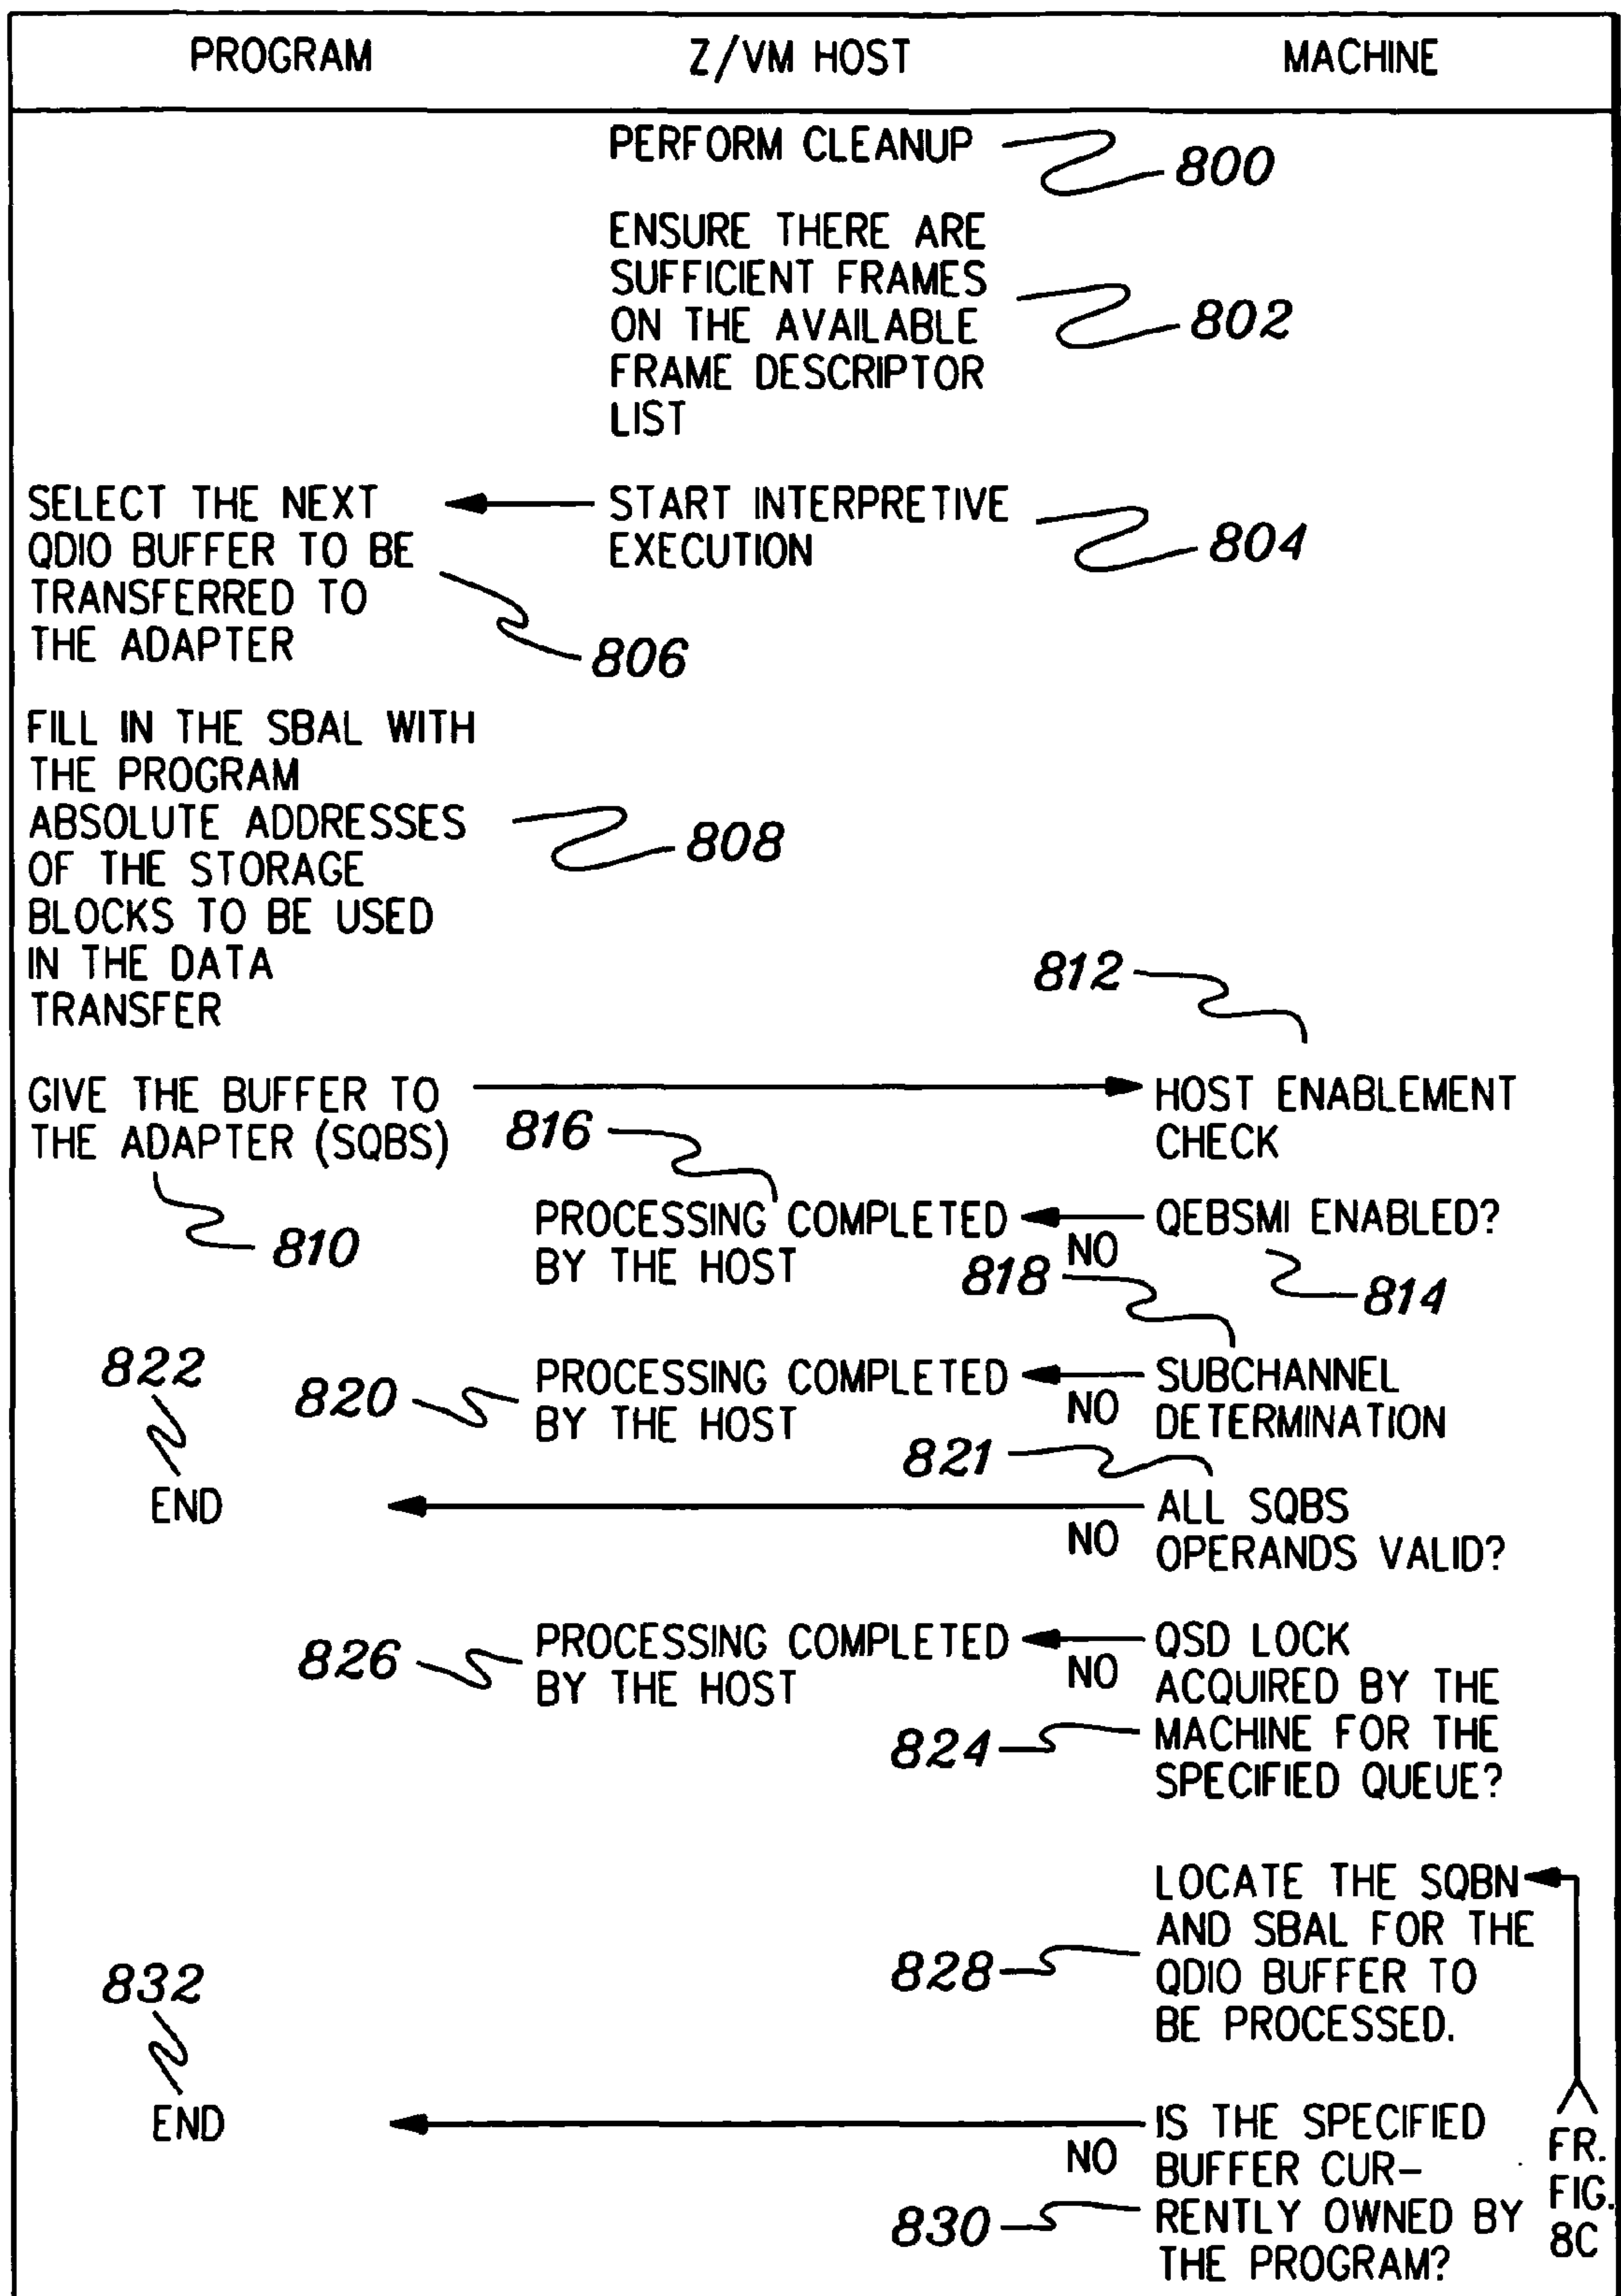 PROGRAM Z/VM HOST MACHINE
PERFORM CLEANUP 800
ENSURE THERE ARE
SUFFICIENT FRAMES
ON THE AVAILABLE 802
FRAME DESCRIPTOR
LIST
SELECT THE NEXT
QDIO BUFFER TO BE
TRANSFERRED TO
THE ADAPTER
806
START INTERPRETIVE
EXECUTION
804
FILL IN THE SBAL WITH
THE PROGRAM
ABSOLUTE ADDRESSES
OF THE STORAGE
BLOCKS TO BE USED
IN THE DATA
TRANSFER
808
812
GIVE THE BUFFER TO
THE ADAPTER (SQBS)
810
HOST ENABLEMENT
CHECK
816
PROCESSING COMPLETED
BY THE HOST
NO
QEBSMI ENABLED?
814
818
822
820
PROCESSING COMPLETED
BY THE HOST
NO
SUBCHANNEL
DETERMINATION
821
END
NO
ALL SQBS
OPERANDS VALID?
826
PROCESSING COMPLETED
BY THE HOST
NO
QSD LOCK
ACQUIRED BY THE
MACHINE FOR THE
SPECIFIED QUEUE?
824
LOCATE THE SQBN
AND SBAL FOR THE
QDIO BUFFER TO
BE PROCESSED.
828
832
END
NO
IS THE SPECIFIED
BUFFER CUR-
RENTLY OWNED BY
THE PROGRAM?
830
FR.
FIG.
8C